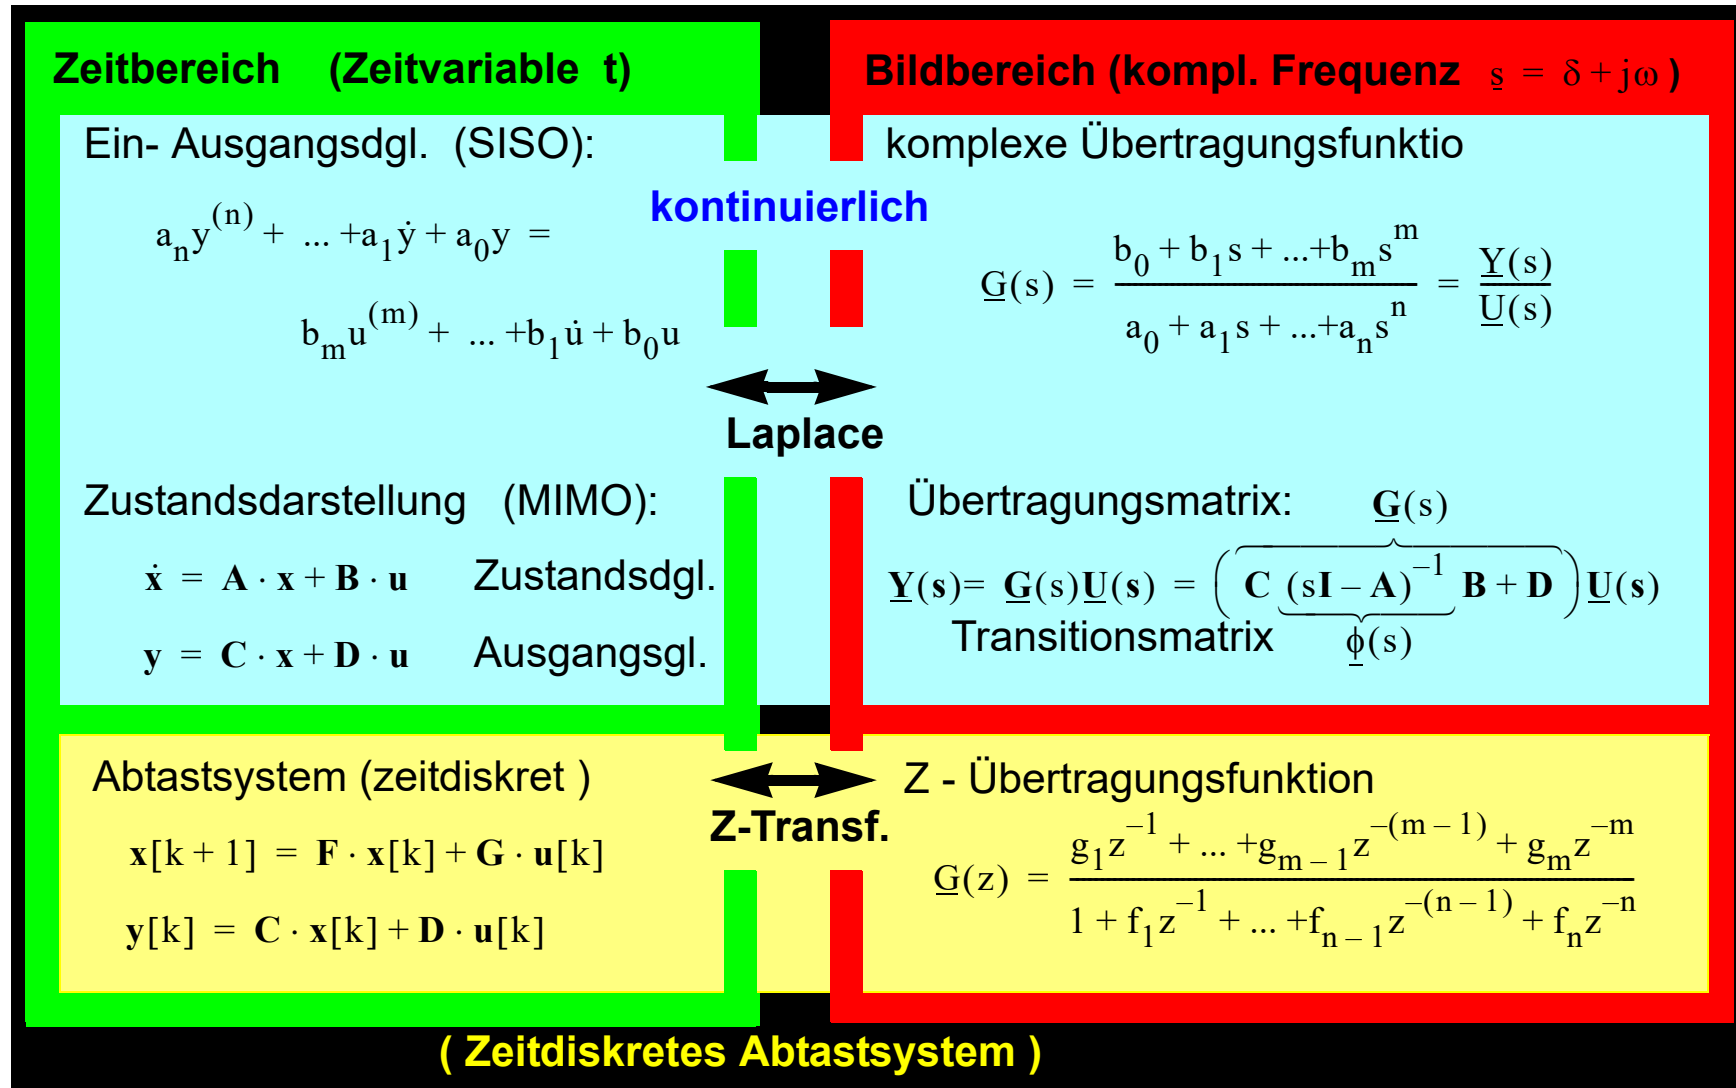 Zeitbereich (Zeitvariable t)
Bildbereich (kompl. Frequenz s = δ + jω )
Ein- Ausgangsdgl. (SISO):
a_n y^(n) + ... +a_1 ẏ + a_0 y =
b_m u^(m) + ... +b_1 u̇ + b_0 u
kontinuierlich
komplexe Übertragungsfunktio
G(s) = (b_0 + b_1 s + ...+b_m s^m) / (a_0 + a_1 s + ...+a_n s^n) = Y(s) / U(s)
Laplace
Zustandsdarstellung (MIMO):
ẋ = A · x + B · u Zustandsdgl.
y = C · x + D · u Ausgangsgl.
Übertragungsmatrix: G(s)
Y(s)= G(s)U(s) = ( C (sI – A)^–1 B + D ) U(s)
Transitionsmatrix ϕ(s)
Abtastsystem (zeitdiskret )
x[k + 1] = F · x[k] + G · u[k]
y[k] = C · x[k] + D · u[k]
Z-Transf.
Z - Übertragungsfunktion
G(z) = (g_1 z^–1 + ... +g_m – 1 z^–(m – 1) + g_m z^–m) / (1 + f_1 z^–1 + ... +f_n – 1 z^–(n – 1) + f_n z^–n)
( Zeitdiskretes Abtastsystem )